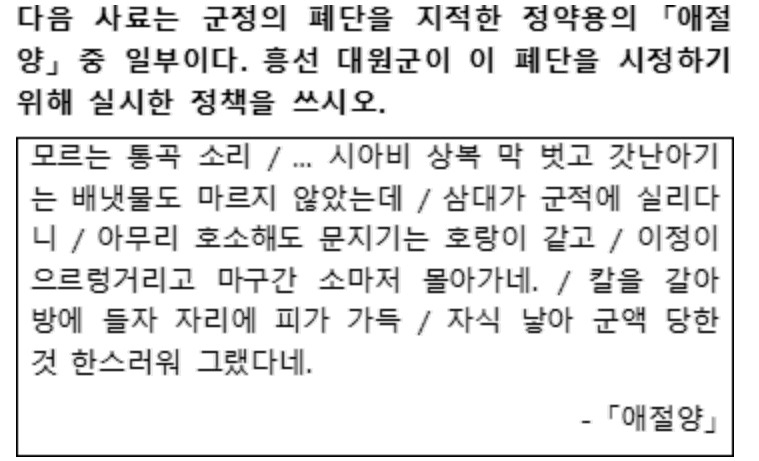 다음 사료는 군정의 폐단을 지적한 정약용의 「애절
양」 중 일부이다. 흥선 대원군이 이 폐단을 시정하기
위해 실시한 정책을 쓰시오.
모르는 통곡 소리 / ... 시아비 상복 막 벗고 갓난아기
는 배냇물도 마르지 않았는데 / 삼대가 군적에 실리다
니 / 아무리 호소해도 문지기는 호랑이 같고 / 이정이
으르렁거리고 마구간 소마저 몰아가네. / 칼을 갈아
방에 들자 자리에 피가 가득 / 자식 낳아 군액 당한
것 한스러워 그랬다네.
-「애절양」